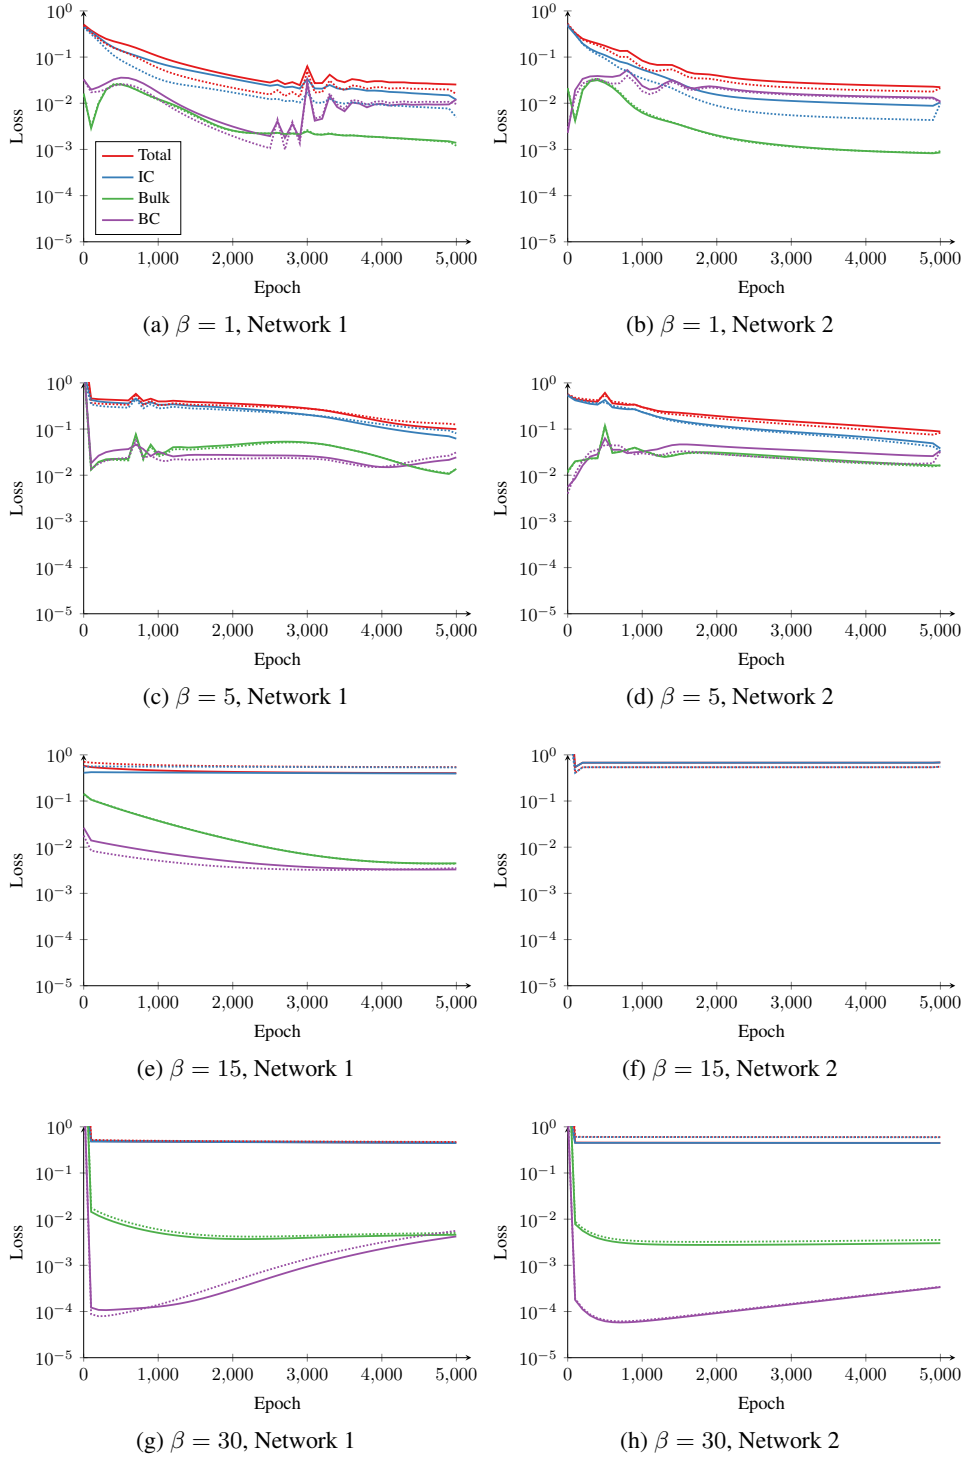 10^0
10^−1
10^−2
10^−3
10^−4
10^−5
Loss
Total
IC
Bulk
BC
0 1,000 2,000 3,000 4,000 5,000
Epoch
(a) β = 1, Network 1
10^0
10^−1
10^−2
10^−3
10^−4
10^−5
Loss
0 1,000 2,000 3,000 4,000 5,000
Epoch
(b) β = 1, Network 2
10^0
10^−1
10^−2
10^−3
10^−4
10^−5
Loss
0 1,000 2,000 3,000 4,000 5,000
Epoch
(c) β = 5, Network 1
10^0
10^−1
10^−2
10^−3
10^−4
10^−5
Loss
0 1,000 2,000 3,000 4,000 5,000
Epoch
(d) β = 5, Network 2
10^0
10^−1
10^−2
10^−3
10^−4
10^−5
Loss
0 1,000 2,000 3,000 4,000 5,000
Epoch
(e) β = 15, Network 1
10^0
10^−1
10^−2
10^−3
10^−4
10^−5
Loss
0 1,000 2,000 3,000 4,000 5,000
Epoch
(f) β = 15, Network 2
10^0
10^−1
10^−2
10^−3
10^−4
10^−5
Loss
0 1,000 2,000 3,000 4,000 5,000
Epoch
(g) β = 30, Network 1
10^0
10^−1
10^−2
10^−3
10^−4
10^−5
Loss
0 1,000 2,000 3,000 4,000 5,000
Epoch
(h) β = 30, Network 2